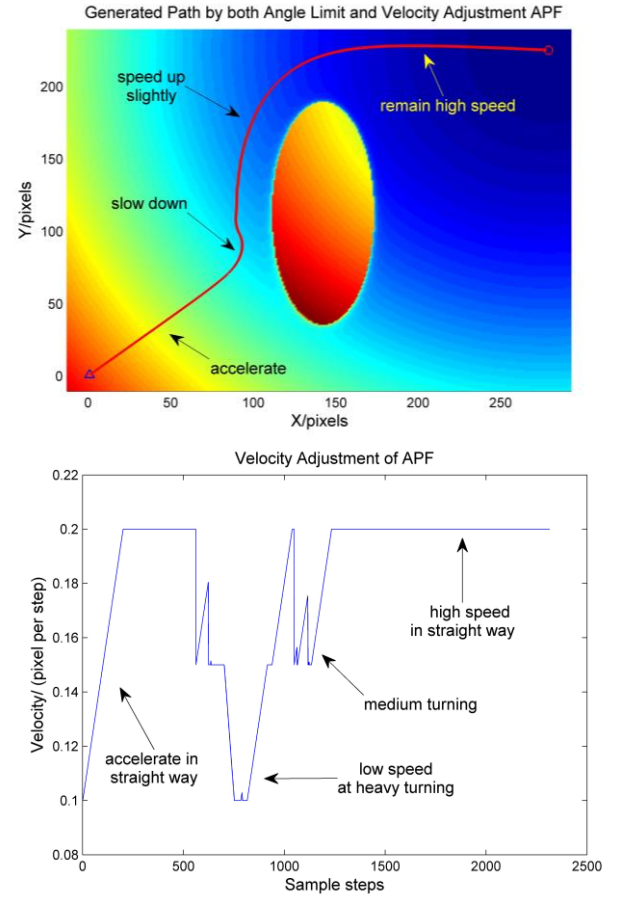 Generated Path by both Angle Limit and Velocity Adjustment APF
200
150
100
50
0
Y/pixels
speed up
slightly
remain high speed
slow down
accelerate
0
50
100
150
200
250
X/pixels
Velocity Adjustment of APF
0.22
0.2
0.18
0.16
0.14
0.12
0.1
0.08
Velocity/ (pixel per step)
high speed
in straight way
medium turning
accelerate in
straight way
low speed
at heavy turning
0
500
1000
1500
2000
2500
Sample steps